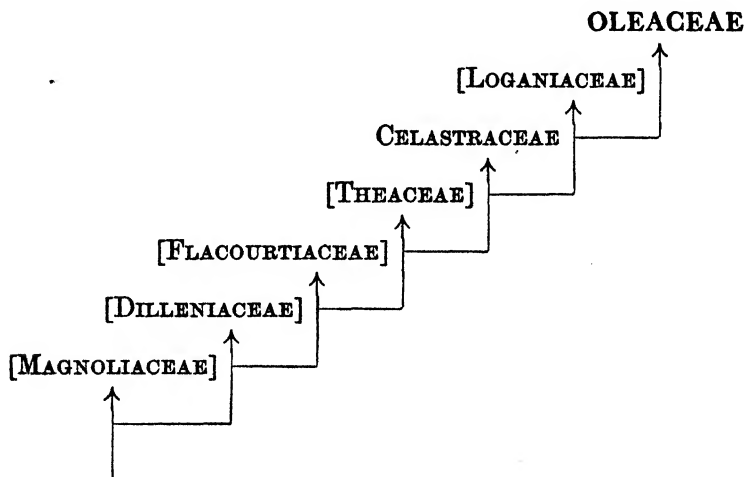 OLEACEAE
[LOGANIACEAE]
CELASTRACEAE
[THEACEAE]
[FLACOURTIACEAE]
[DILLENIACEAE]
[MAGNOLIACEAE]